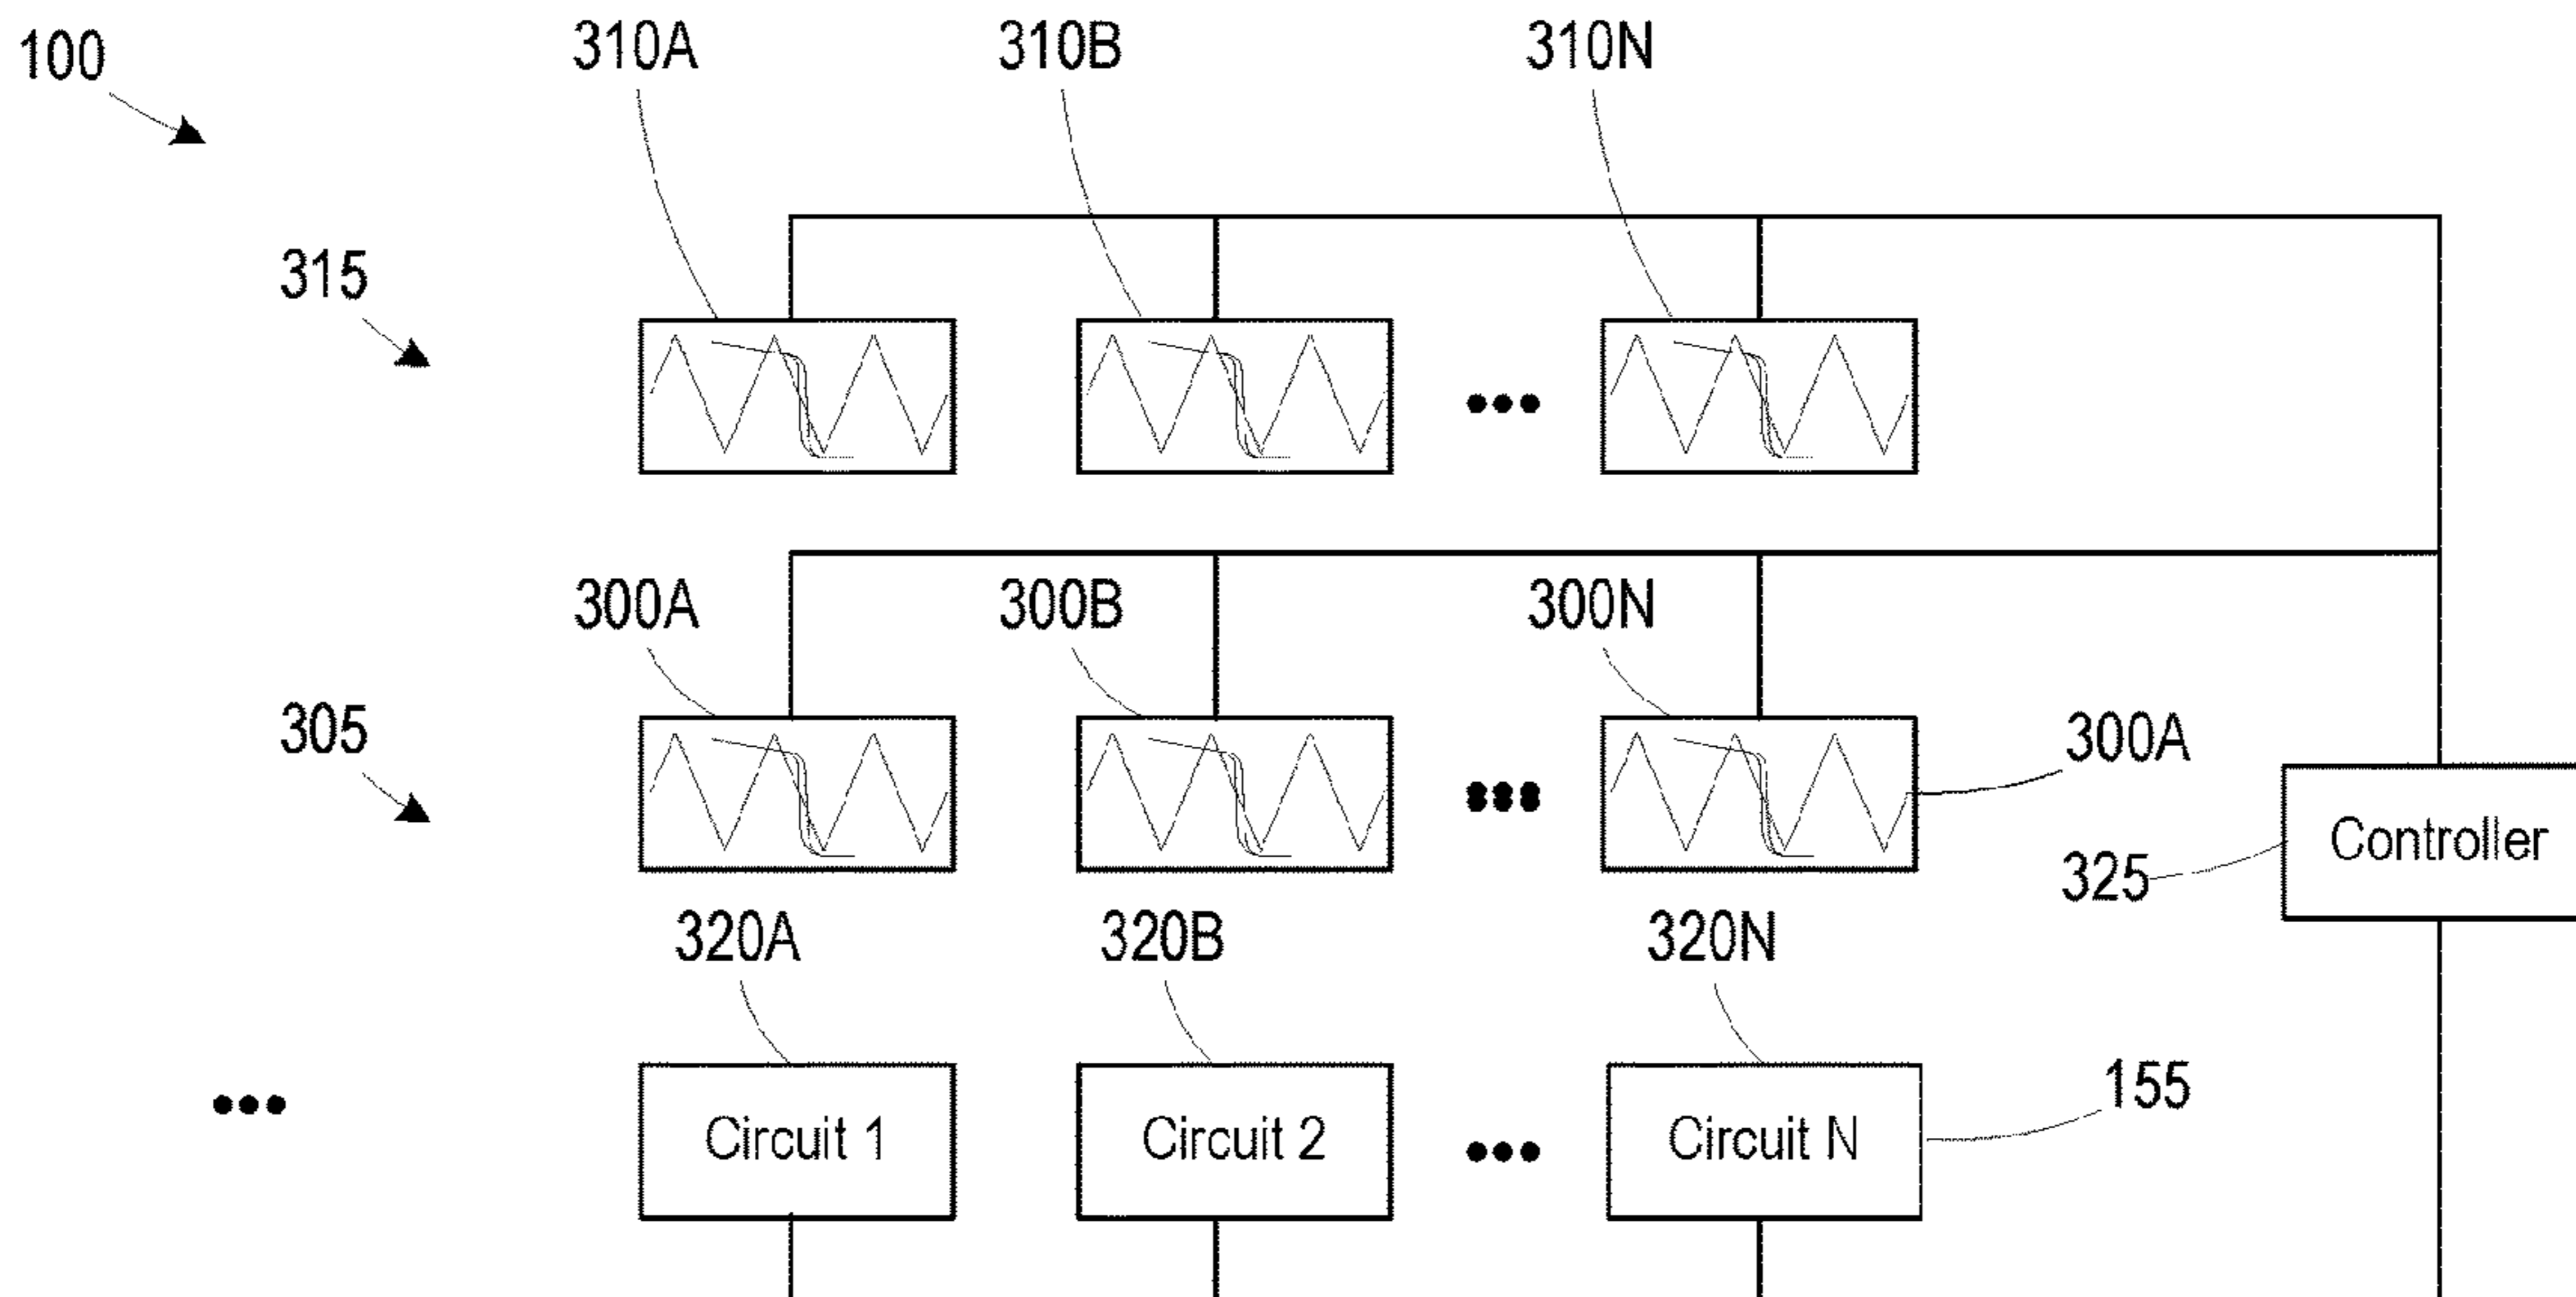 100
310A 310B 310N
315
300A 300B 300N
305
300A
Controller
325
320A 320B 320N
155
Circuit 1 Circuit 2 Circuit N